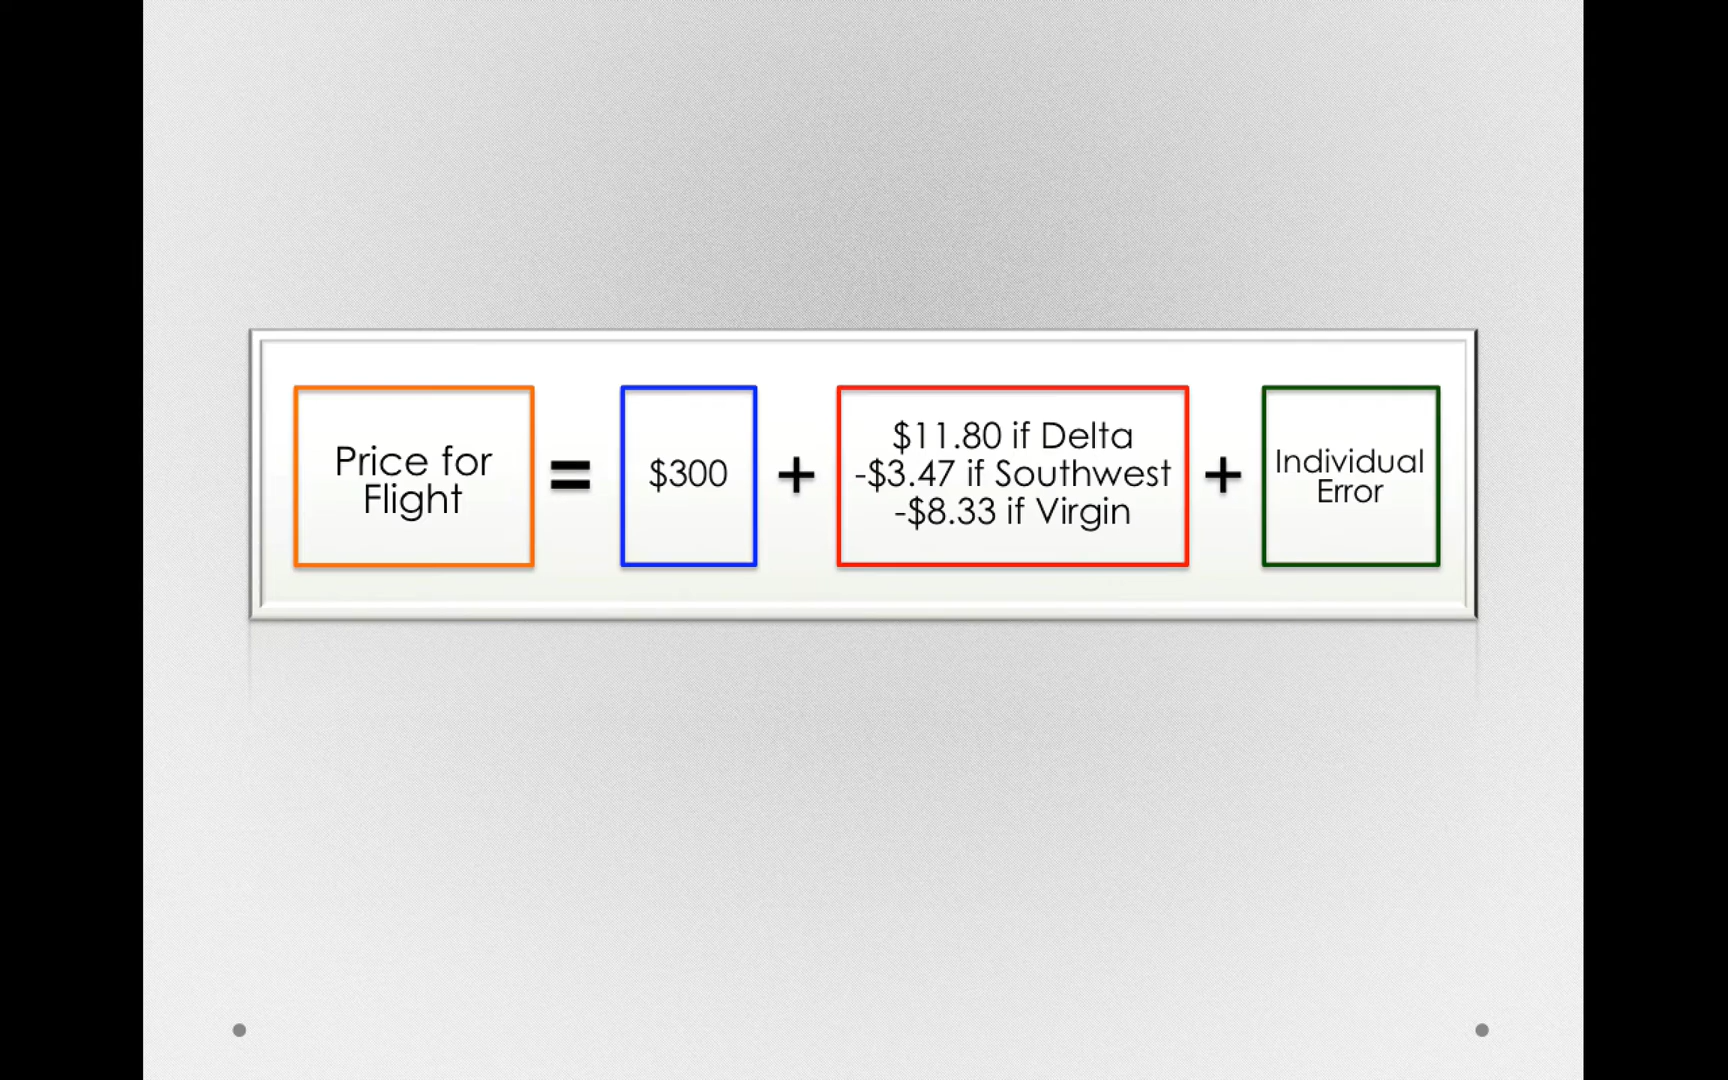 Price for
Flight
=
$300
+
$11.80 if Delta
-$3.47 if Southwest
-$8.33 if Virgin
+
Individual
Error